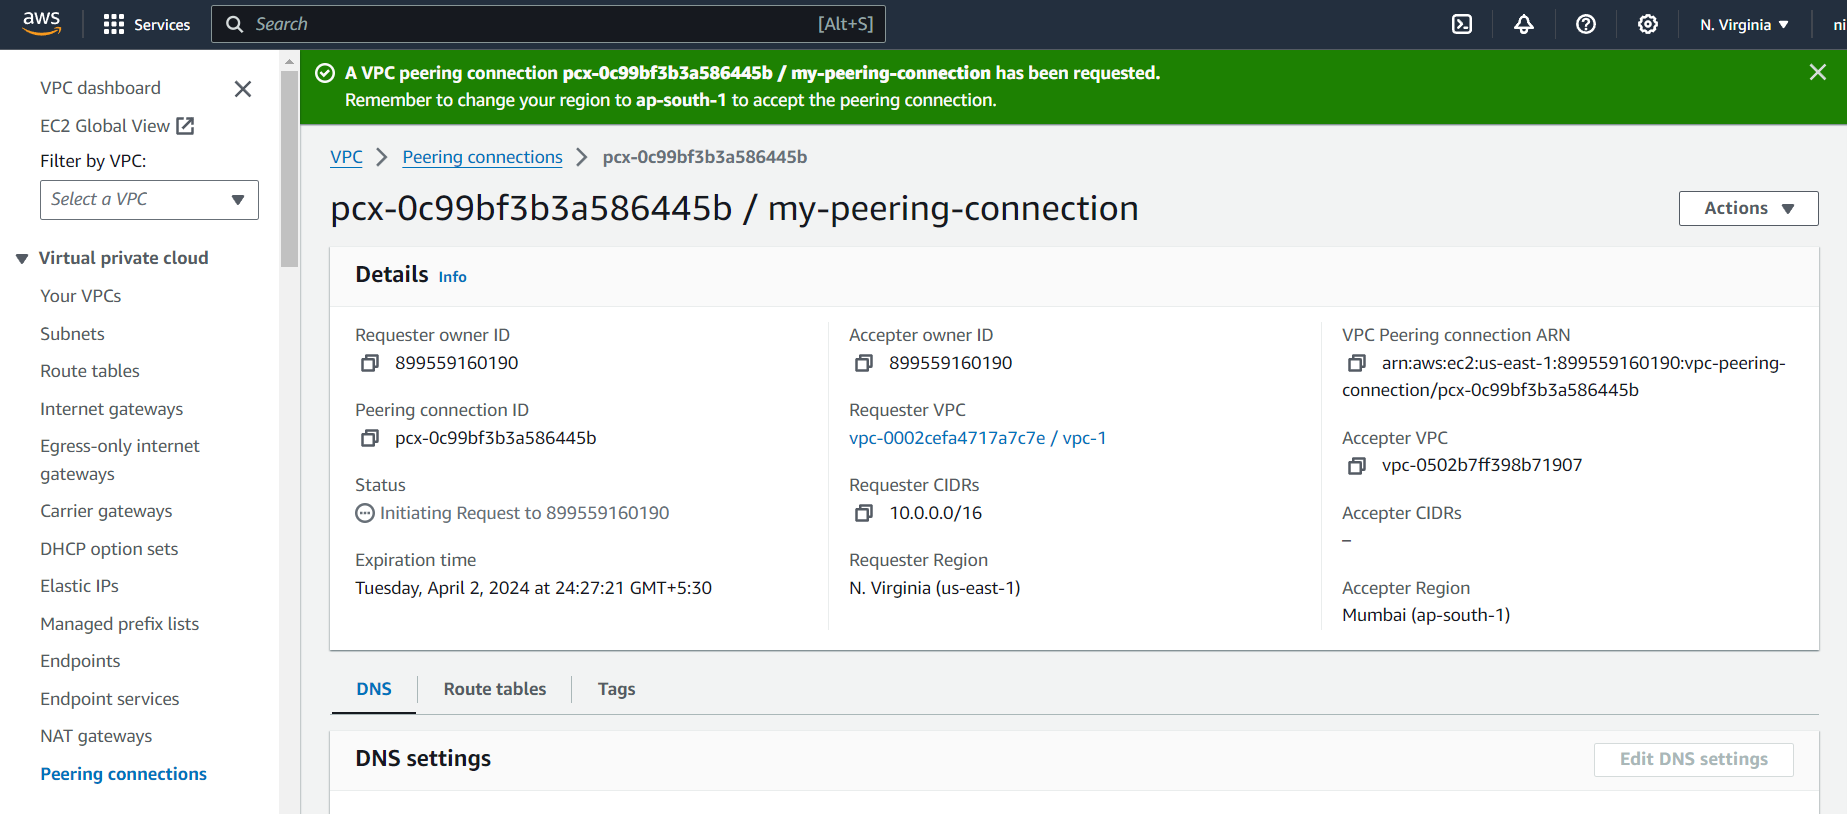 aws
Services
Search
[Alt+S]
N. Virginia
ni
VPC dashboard
EC2 Global View
Filter by VPC:
Select a VPC
Virtual private cloud
Your VPCs
Subnets
Route tables
Internet gateways
Egress-only internet
gateways
Carrier gateways
DHCP option sets
Elastic IPs
Managed prefix lists
Endpoints
Endpoint services
NAT gateways
Peering connections
A VPC peering connection pcx-0c99bf3b3a586445b / my-peering-connection has been requested.
Remember to change your region to ap-south-1 to accept the peering connection.
VPC
Peering connections
pcx-0c99bf3b3a586445b
pcx-0c99bf3b3a586445b / my-peering-connection
Actions
Details Info
Requester owner ID
899559160190
Peering connection ID
pcx-0c99bf3b3a586445b
Status
Initiating Request to 899559160190
Expiration time
Tuesday, April 2, 2024 at 24:27:21 GMT+5:30
Accepter owner ID
899559160190
Requester VPC
vpc-0002cefa4717a7c7e / vpc-1
Requester CIDRs
10.0.0.0/16
Requester Region
N. Virginia (us-east-1)
VPC Peering connection ARN
arn:aws:ec2:us-east-1:899559160190:vpc-peering-
connection/pcx-0c99bf3b3a586445b
Accepter VPC
vpc-0502b7ff398b71907
Accepter CIDRs
–
Accepter Region
Mumbai (ap-south-1)
DNS
Route tables
Tags
DNS settings
Edit DNS settings